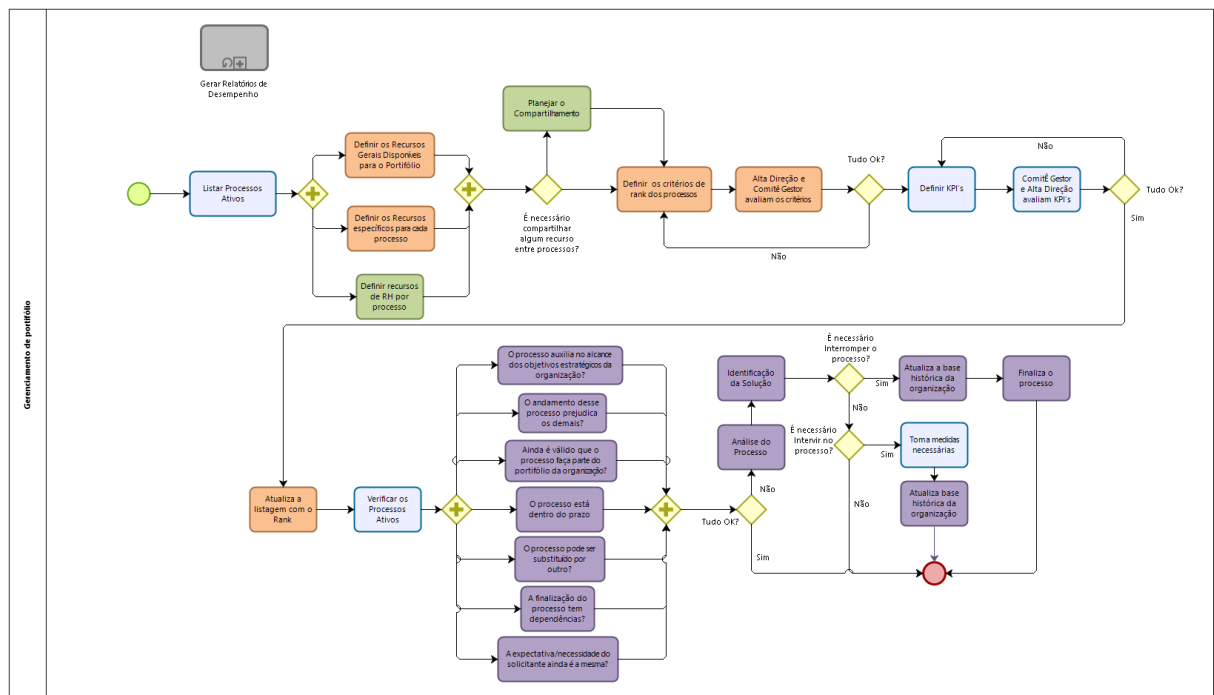 Gerenciamento de portifólio
Gerar Relatórios de
Desempenho
Listar Processos
Ativos
Definir os Recursos
Gerais Disponíveis
para o Portifólio
Definir os Recursos
específicos para cada
processo
Definir recursos
de RH por
processo
Planejar o
Compartilhamento
É necessário
compartilhar
algum recurso
entre processos?
Definir os critérios de
rank dos processos
Alta Direção e
Comitê Gestor
avaliam os critérios
Tudo Ok?
Não
Definir KPI's
ComitÊ Gestor
e Alta Direção
avaliam KPI's
Não
Tudo Ok?
Sim
Atualiza a
listagem com o
Rank
Verificar os
Processos
Ativos
O processo auxilia no alcance
dos objetivos estratégicos da
organização?
O andamento desse
processo prejudica
os demais?
Ainda é válido que o
processo faça parte do
portifólio da organização?
O processo está
dentro do prazo
O processo pode ser
substituído por
outro?
A finalização do
processo tem
dependências?
A expectativa/necessidade do
solicitante ainda é a mesma?
Tudo OK?
Não
Sim
Análise do
Processo
Identificação
da Solução
É necessário
Interromper o
processo?
Sim
Não
Atualiza a base
histórica da
organização
Finaliza o
processo
É necessário
Intervir no
processo?
Sim
Não
Toma medidas
necessárias
Atualiza base
histórica da
organização